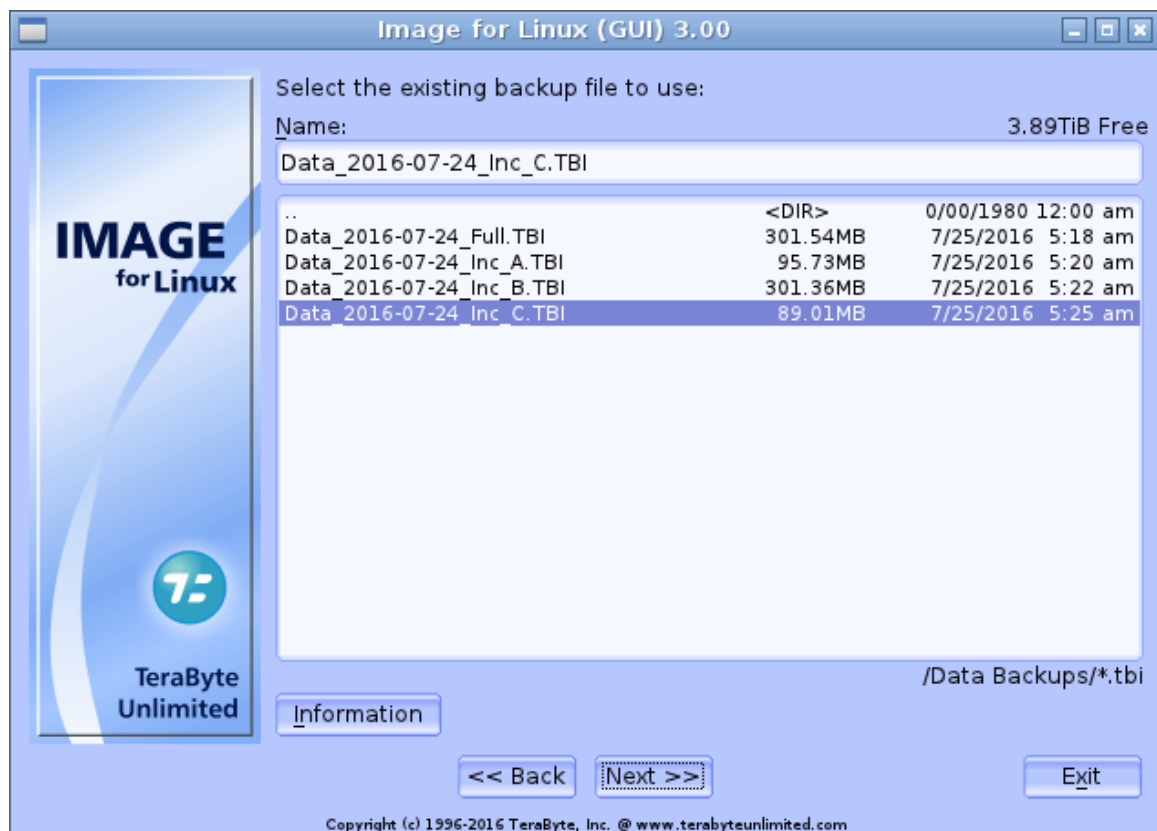 Image for Linux (GUI) 3.00
IMAGE
for Linux
TeraByte
Unlimited
Select the existing backup file to use:
Name: 3.89TiB Free
Data_2016-07-24_Inc_C.TBI
.. <DIR> 0/00/1980 12:00 am
Data_2016-07-24_Full.TBI 301.54MB 7/25/2016 5:18 am
Data_2016-07-24_Inc_A.TBI 95.73MB 7/25/2016 5:20 am
Data_2016-07-24_Inc_B.TBI 301.36MB 7/25/2016 5:22 am
Data_2016-07-24_Inc_C.TBI 89.01MB 7/25/2016 5:25 am
/Data Backups/*.tbi
Information
<< Back Next >> Exit
Copyright (c) 1996-2016 TeraByte, Inc. @ www.terabyteunlimited.com